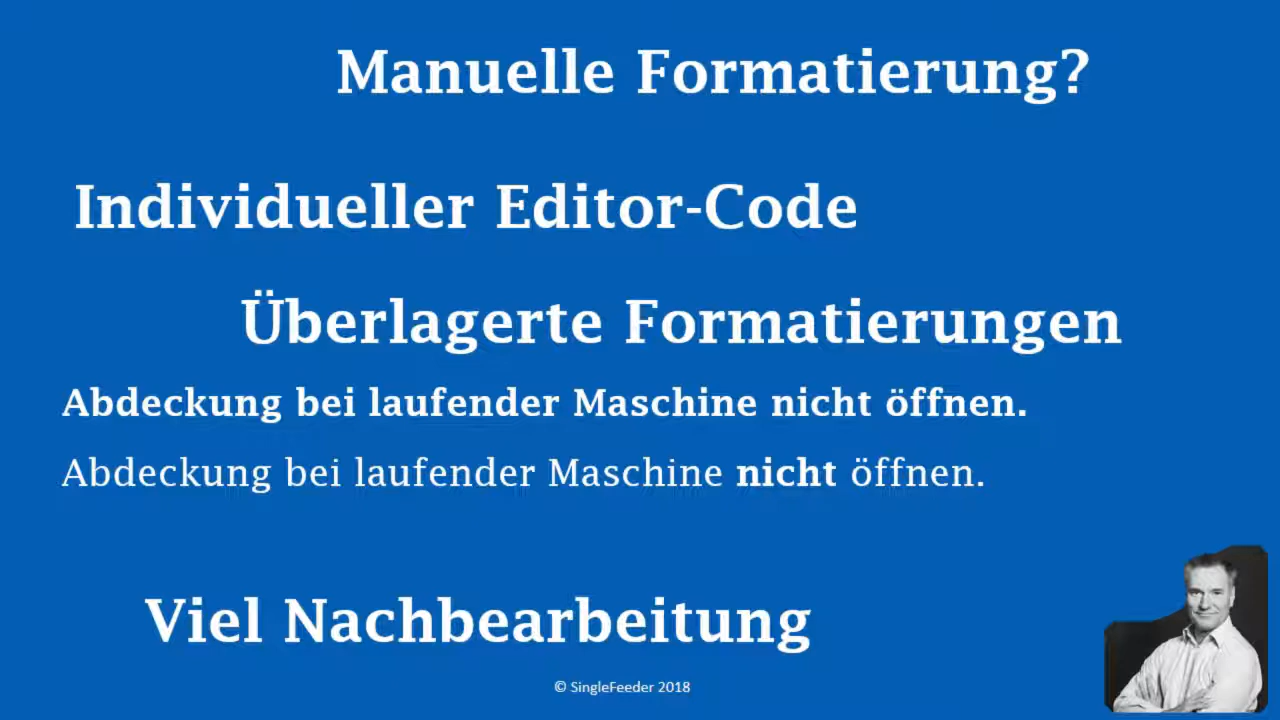 Manuelle Formatierung?
Individueller Editor-Code
Überlagerte Formatierungen
Abdeckung bei laufender Maschine nicht öffnen.
Abdeckung bei laufender Maschine nicht öffnen.
Viel Nachbearbeitung
© SingleFeeder 2018